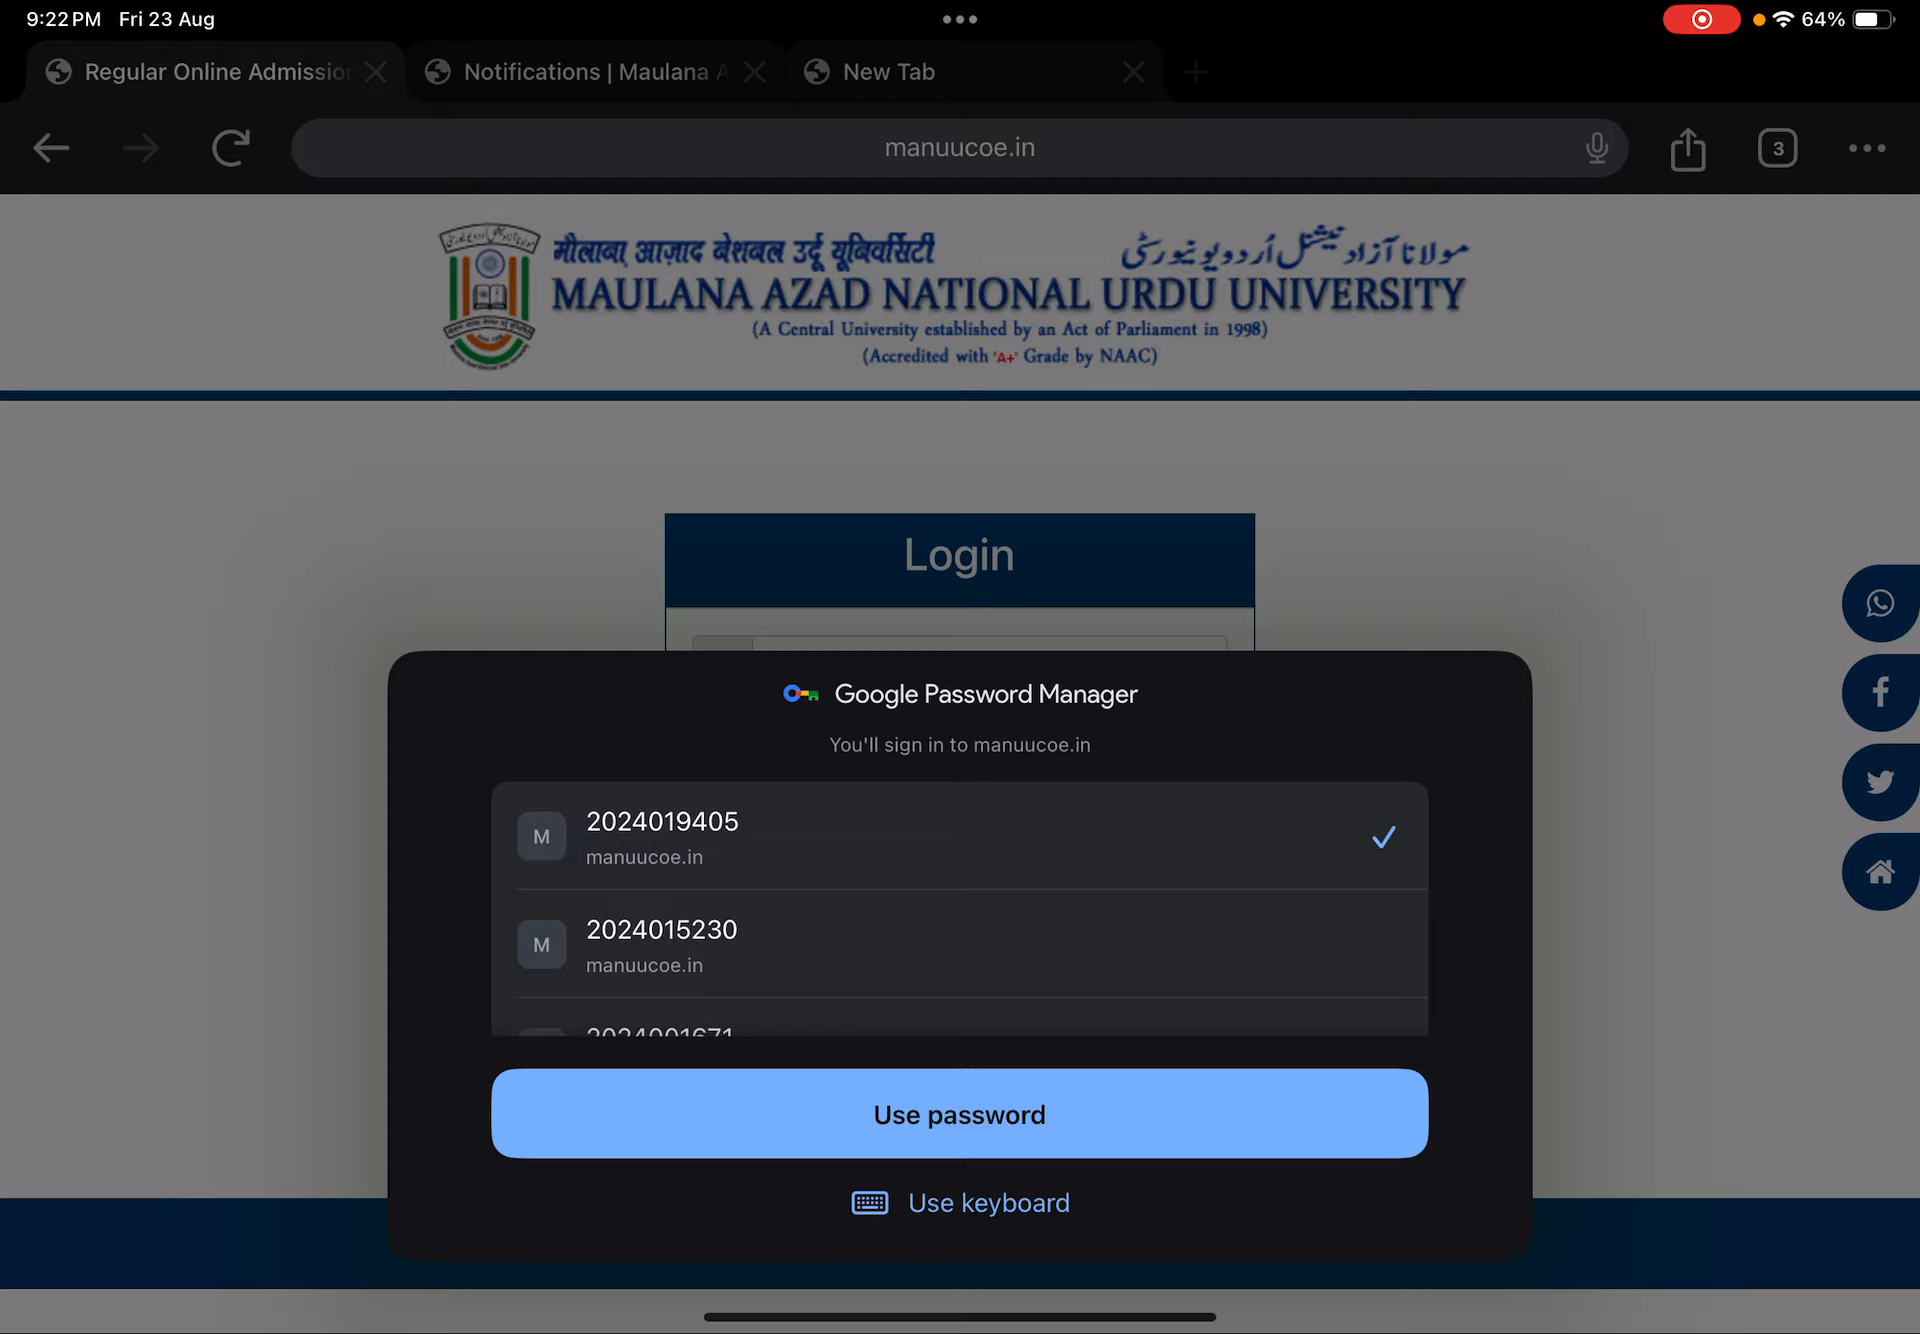 9:22 PM Fri 23 Aug
64%
Regular Online Admission
Notifications | Maulana A
New Tab
manuucoe.in
3
मौलाना आज़ाद नेशनल उर्दू यूनिवर्सिटी
مولانا آزاد نیشنل اُردو یونیورسٹی
MAULANA AZAD NATIONAL URDU UNIVERSITY
(A Central University established by an Act of Parliament in 1998)
(Accredited with 'A+' Grade by NAAC)
Login
Google Password Manager
You'll sign in to manuucoe.in
M
2024019405
manuucoe.in
M
2024015230
manuucoe.in
2024001671
Use password
Use keyboard